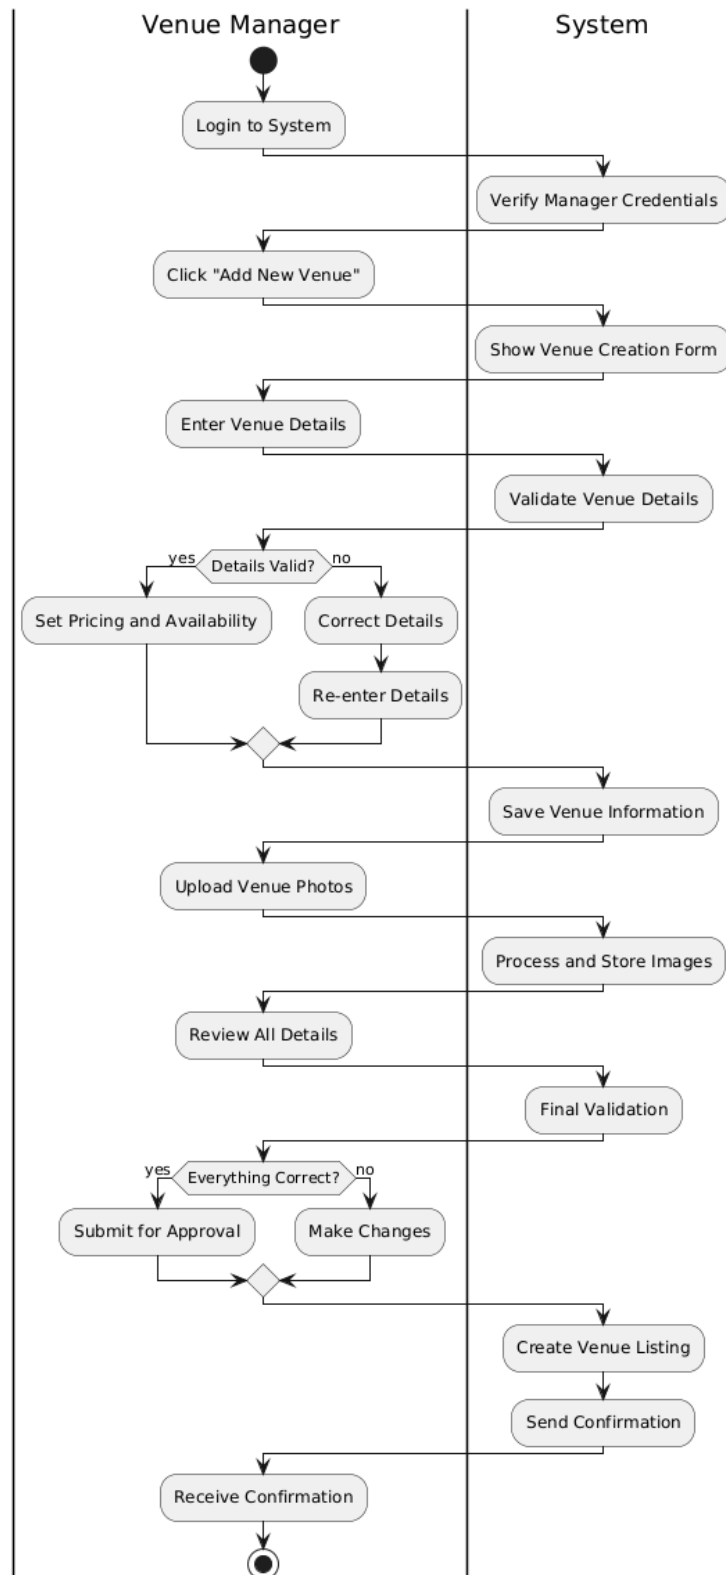 Venue Manager
System
Login to System
Verify Manager Credentials
Click "Add New Venue"
Show Venue Creation Form
Enter Venue Details
Validate Venue Details
yes
Details Valid?
no
Set Pricing and Availability
Correct Details
Re-enter Details
Save Venue Information
Upload Venue Photos
Process and Store Images
Review All Details
Final Validation
yes
Everything Correct?
no
Submit for Approval
Make Changes
Create Venue Listing
Send Confirmation
Receive Confirmation